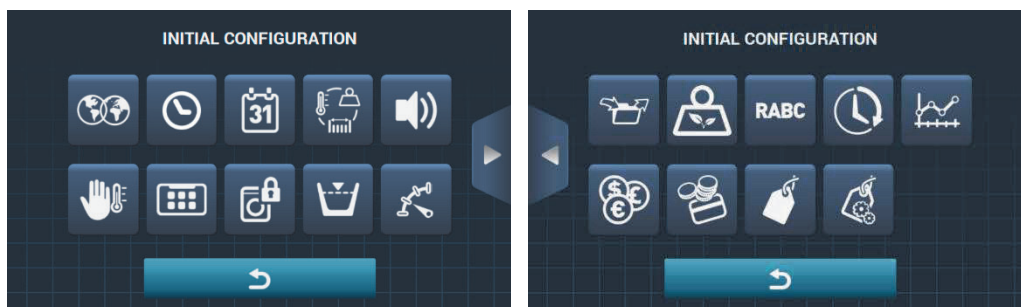 INITIAL CONFIGURATION
31
INITIAL CONFIGURATION
RABC
$ £
€